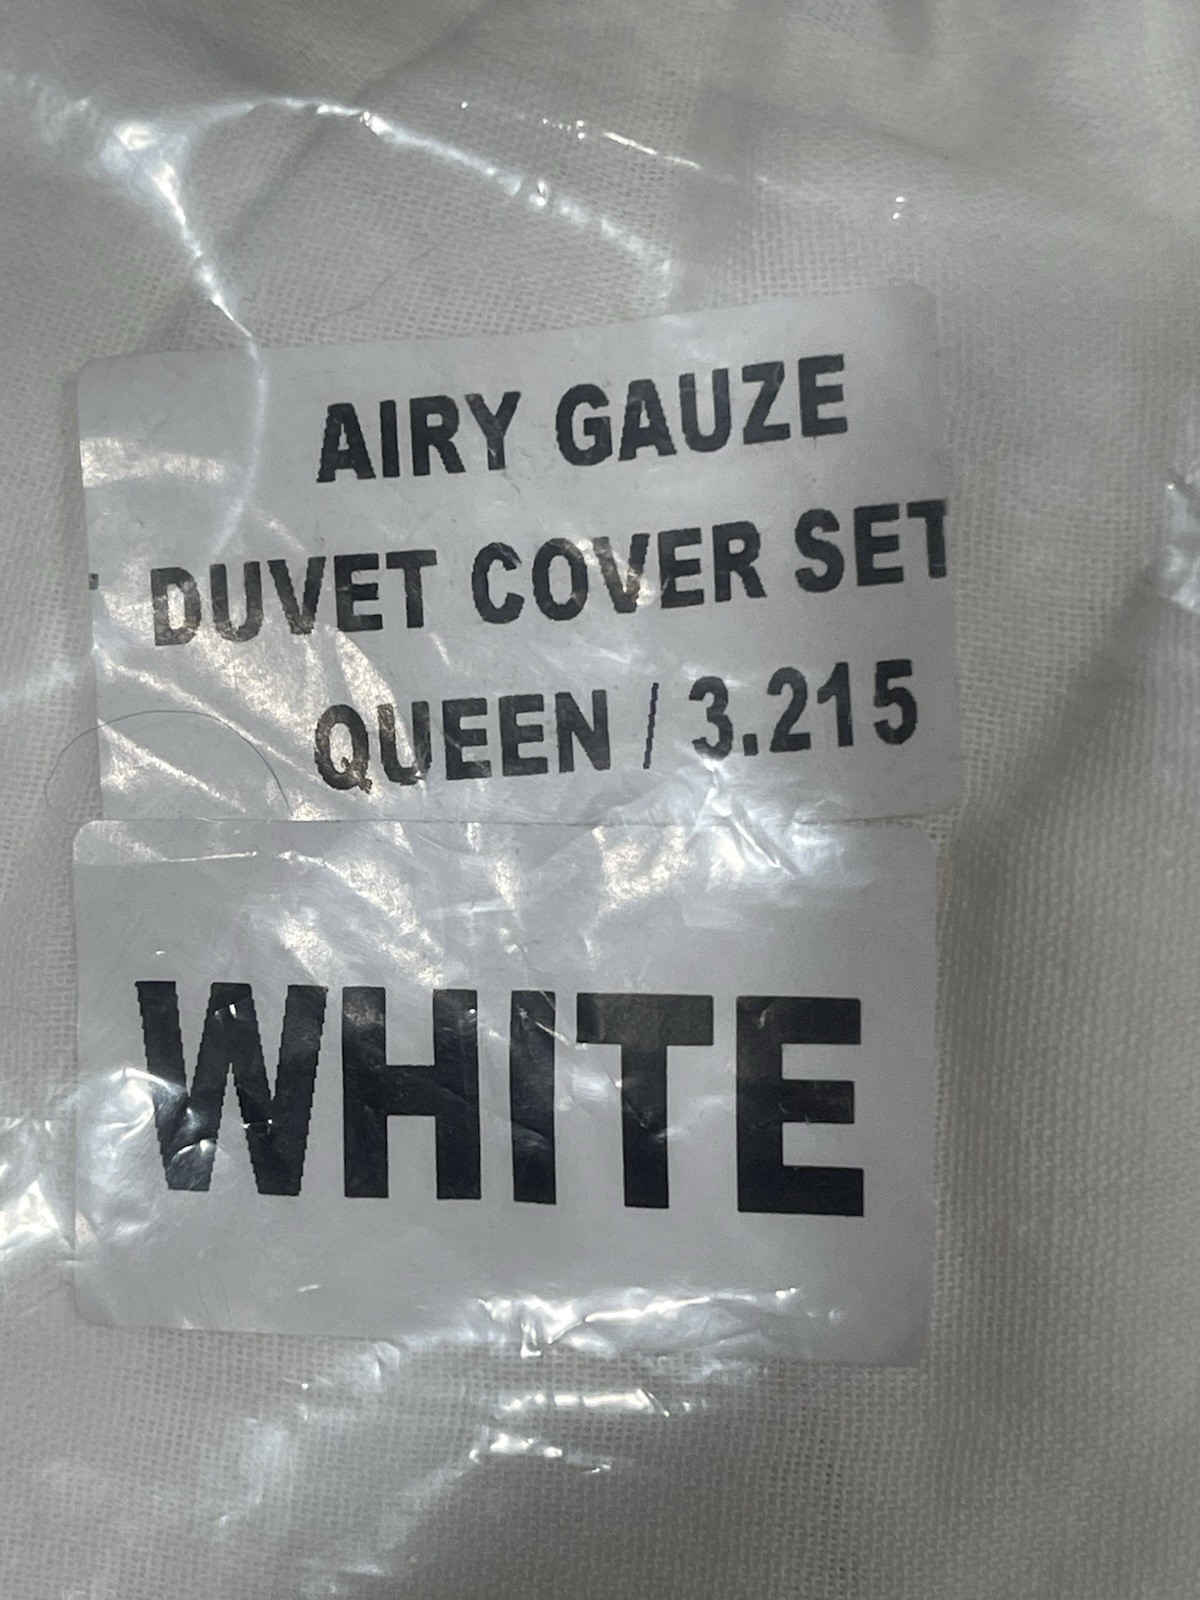 AIRY GAUZE
DUVET COVER SET
QUEEN / 3.215
WHITE